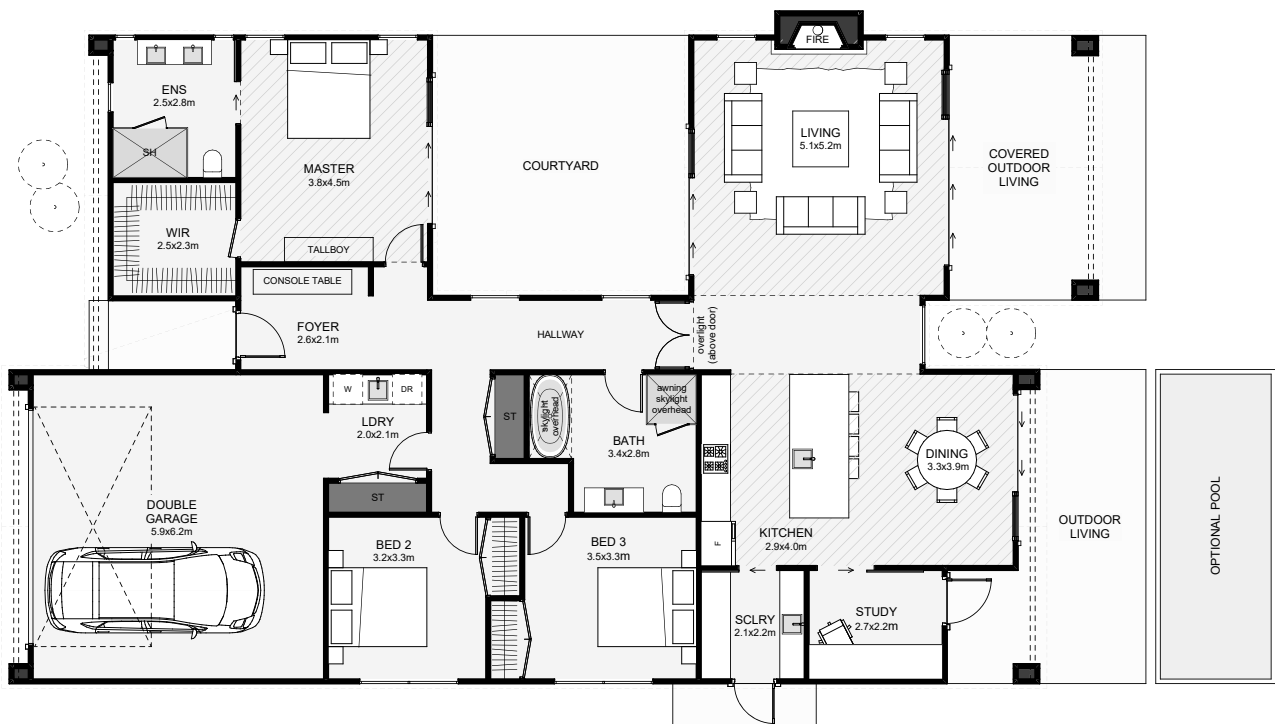 FIRE
ENS
2.5x2.8m
SH
MASTER
3.8x4.5m
COURTYARD
LIVING
5.1x5.2m
COVERED
OUTDOOR
LIVING
WIR
2.5x2.3m
TALLBOY
CONSOLE TABLE
FOYER
2.6x2.1m
HALLWAY
overlight
(above door)
W
DR
LDRY
2.0x2.1m
ST
skylight
overhead
awning
skylight
overhead
BATH
3.4x2.8m
DINING
3.3x3.9m
ST
DOUBLE
GARAGE
5.9x6.2m
BED 2
3.2x3.3m
BED 3
3.5x3.3m
F
KITCHEN
2.9x4.0m
OUTDOOR
LIVING
OPTIONAL POOL
SCLRY
2.1x2.2m
STUDY
2.7x2.2m